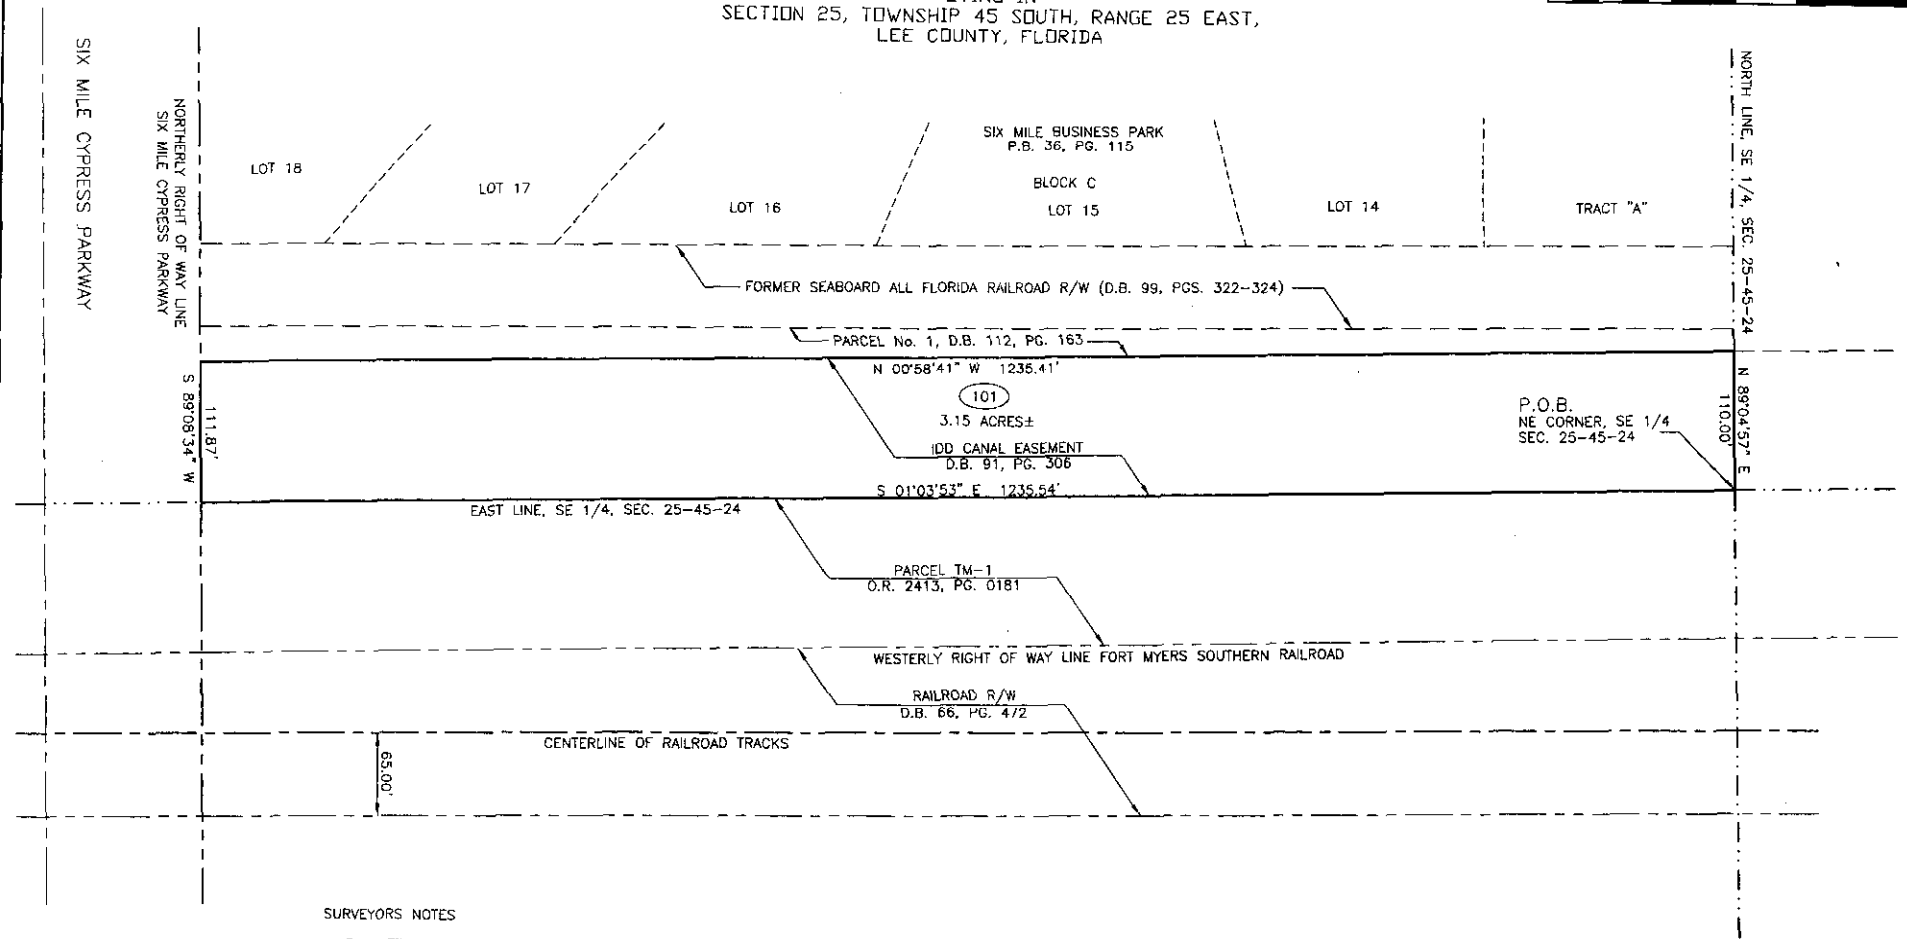 SECTION 25, TOWNSHIP 45 SOUTH, RANGE 25 EAST,
LEE COUNTY, FLORIDA
SIX MILE CYPRESS PARKWAY
NORTHERLY RIGHT OF WAY LINE
SIX MILE CYPRESS PARKWAY
NORTH LINE, SE 1/4, SEC. 25-45-24
SIX MILE BUSINESS PARK
P.B. 36, PG. 115
BLOCK C
LOT 18
LOT 17
LOT 16
LOT 15
LOT 14
TRACT "A"
FORMER SEABOARD ALL FLORIDA RAILROAD R/W (D.B. 99, PGS. 322-324)
PARCEL No. 1, D.B. 112, PG. 163
N 00°58'41" W 1235.41'
101
3.15 ACRES±
IDD CANAL EASEMENT
D.B. 91, PG. 306
S 01°03'53" E 1235.54'
111.87'
S 89°08'34" W
N 89°04'57" E
110.00'
P.O.B.
NE CORNER, SE 1/4
SEC. 25-45-24
EAST LINE, SE 1/4, SEC. 25-45-24
PARCEL TM-1
O.R. 2413, PG. 0181
WESTERLY RIGHT OF WAY LINE FORT MYERS SOUTHERN RAILROAD
RAILROAD R/W
D.B. 66, PG. 472
CENTERLINE OF RAILROAD TRACKS
65.00'
SURVEYORS NOTES